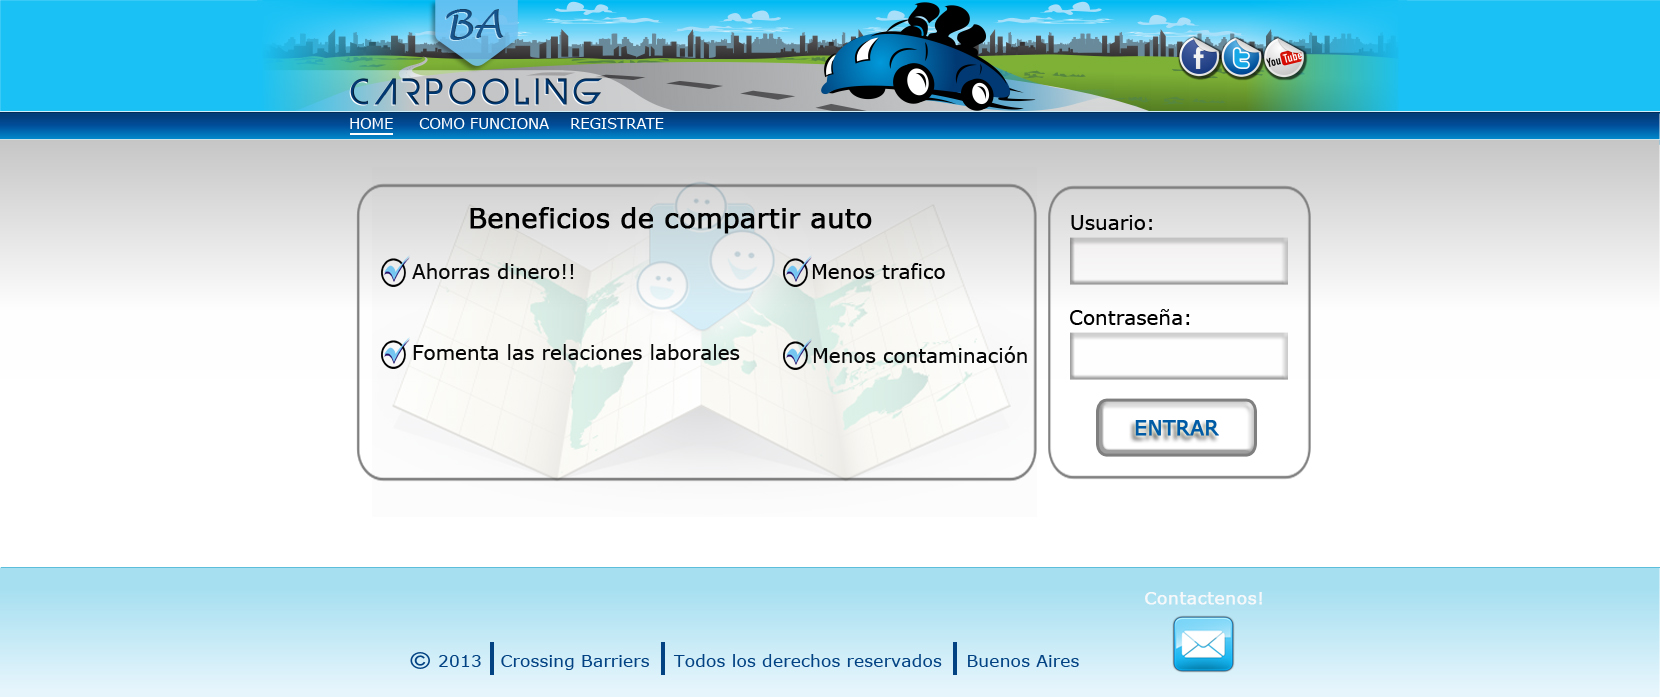 BA
CARPOOLING
You Tube
HOME COMO FUNCIONA REGISTRATE
Beneficios de compartir auto
Ahorras dinero!!
Menos trafico
Fomenta las relaciones laborales
Menos contaminación
Usuario:
Contraseña:
ENTRAR
Contactenos!
© 2013 Crossing Barriers Todos los derechos reservados Buenos Aires